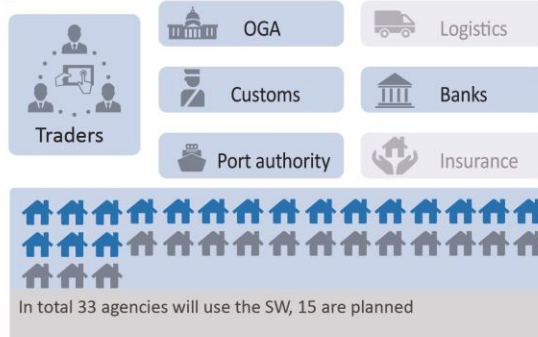 OGA
Logistics
Customs
Banks
Traders
Port authority
Insurance
In total 33 agencies will use the SW, 15 are planned